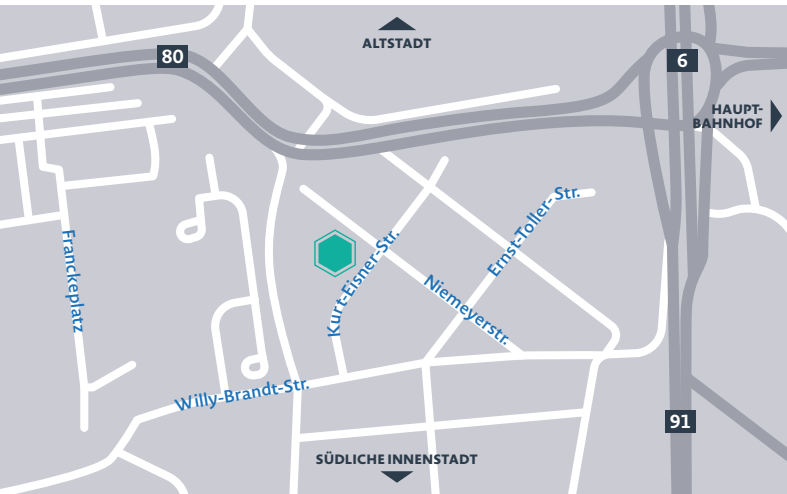 ALTSTADT
80
6
HAUPT-
BAHNHOF
Franckeplatz
Kurt-Eisner-Str.
Ernst-Toller-Str.
Niemeyerstr.
Willy-Brandt-Str.
91
SÜDLICHE INNENSTADT